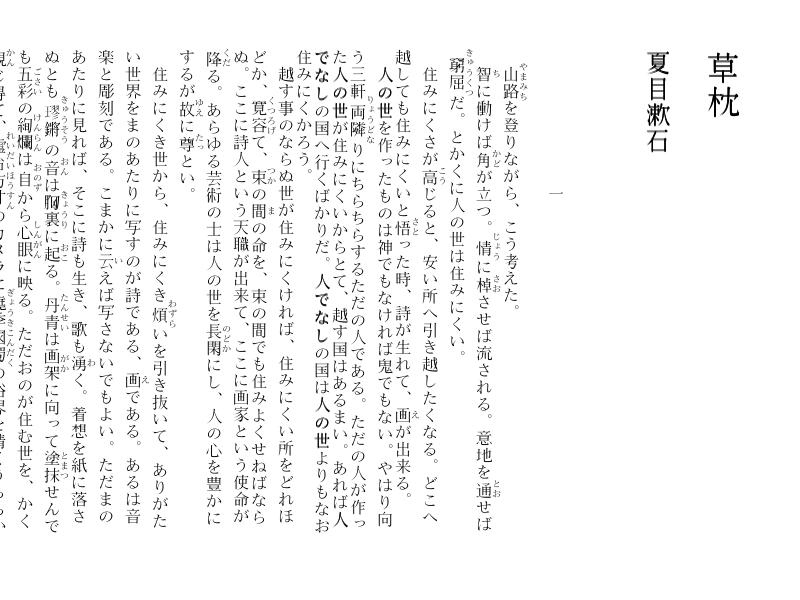 草枕
夏目漱石
一
山路を登りながら、こう考えた。
智に働けば角が立つ。情に棹させば流される。意地を通せば
窮屈だ。とかくに人の世は住みにくい。
住みにくさが高じると、安い所へ引き越したくなる。どこへ
越しても住みにくいと悟った時、詩が生れて、画が出来る。
人の世を作ったものは神でもなければ鬼でもない。やはり向
う三軒両隣りにちらちらするただの人である。ただの人が作っ
た人の世が住みにくいからとて、越す国はあるまい。あれば人
でなしの国へ行くばかりだ。人でなしの国は人の世よりもなお
住みにくかろう。
越す事のならぬ世が住みにくければ、住みにくい所をどれほ
どか、寛容て、束の間の命を、束の間でも住みよくせねばなら
ぬ。ここに詩人という天職が出来て、ここに画家という使命が
降る。あらゆる芸術の士は人の世を長閑にし、人の心を豊かに
するが故に尊とい。
住みにくき世から、住みにくき煩いを引き抜いて、ありがた
い世界をまのあたりに写すのが詩である、画である。あるは音
楽と彫刻である。こまかに云えば写さないでもよい。ただまの
あたりに見れば、そこに詩も生き、歌も湧く。着想を紙に落さ
ぬとも璆鏘の音は胸裏に起る。丹青は画架に向って塗抹せんで
も五彩の絢爛は自から心眼に映る。ただおのが住む世を、かく